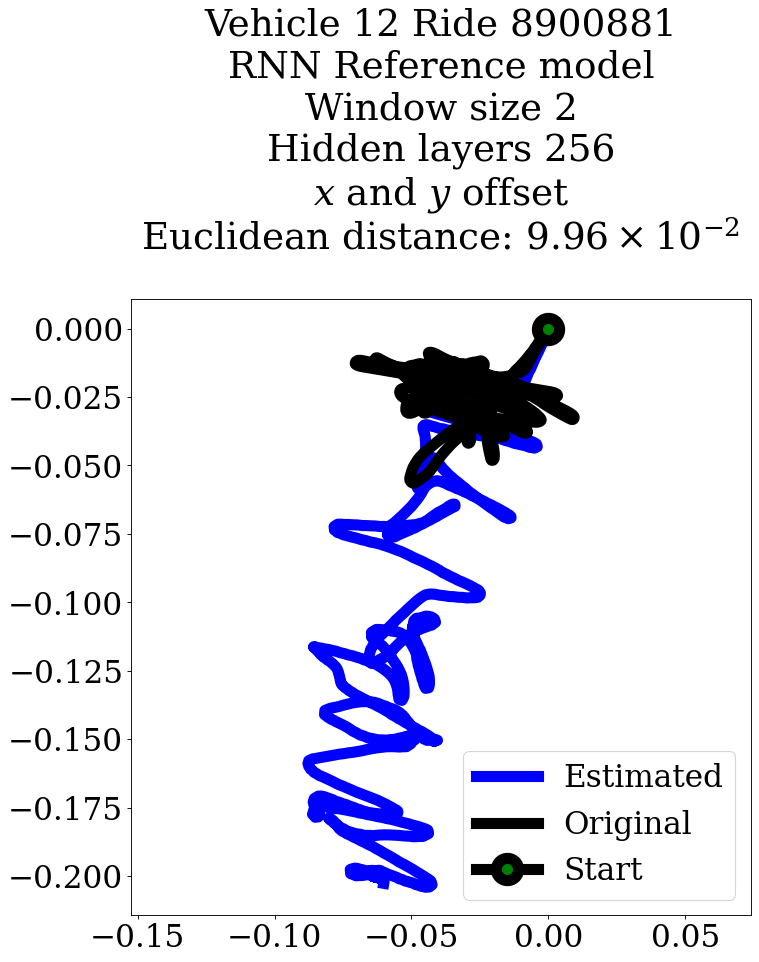 Vehicle 12 Ride 8900881
RNN Reference model
Window size 2
Hidden layers 256
x and y offset
Euclidean distance: 9.96 × 10⁻²
0.000
−0.025
−0.050
−0.075
−0.100
−0.125
−0.150
−0.175
−0.200
Estimated
Original
Start
−0.15 −0.10 −0.05 0.00 0.05